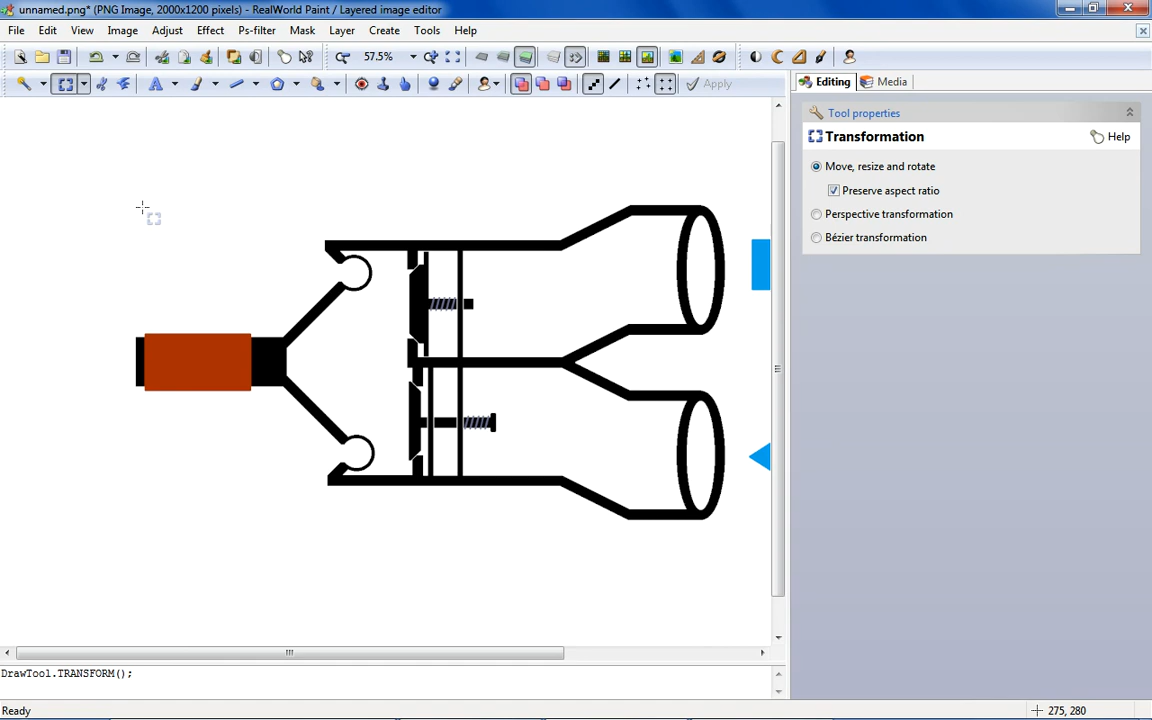 unnamed.png* (PNG Image, 2000x1200 pixels) - RealWorld Paint / Layered image editor
File Edit View Image Adjust Effect Ps-filter Mask Layer Create Tools Help
57.5%
Apply
Editing Media
Tool properties
Transformation Help
Move, resize and rotate
Preserve aspect ratio
Perspective transformation
Bézier transformation
DrawTool.TRANSFORM();
Ready 275, 280